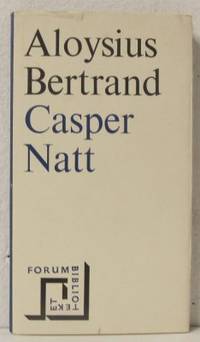 Aloysius
Bertrand
Casper
Natt
FORUM
BIBLIOTEKET